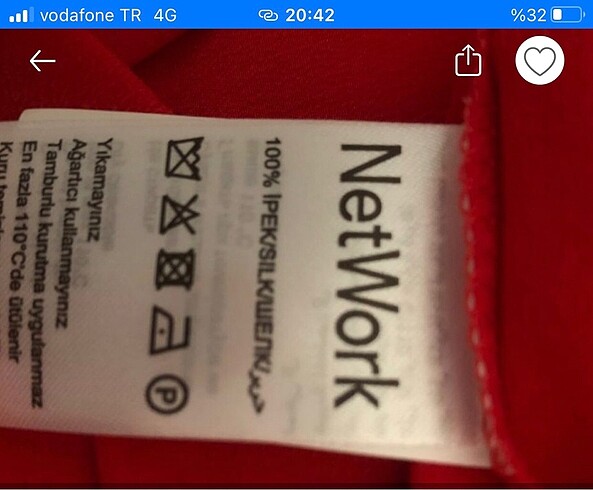 vodafone TR 4G
20:42
%32
NetWork
100% İPEK/SILK/ШЕЛК/حرير
P
Yıkamayınız
Ağartıcı kullanmayınız
Tamburlu kurutma uygulanmaz
En fazla 110°C'de ütülenir